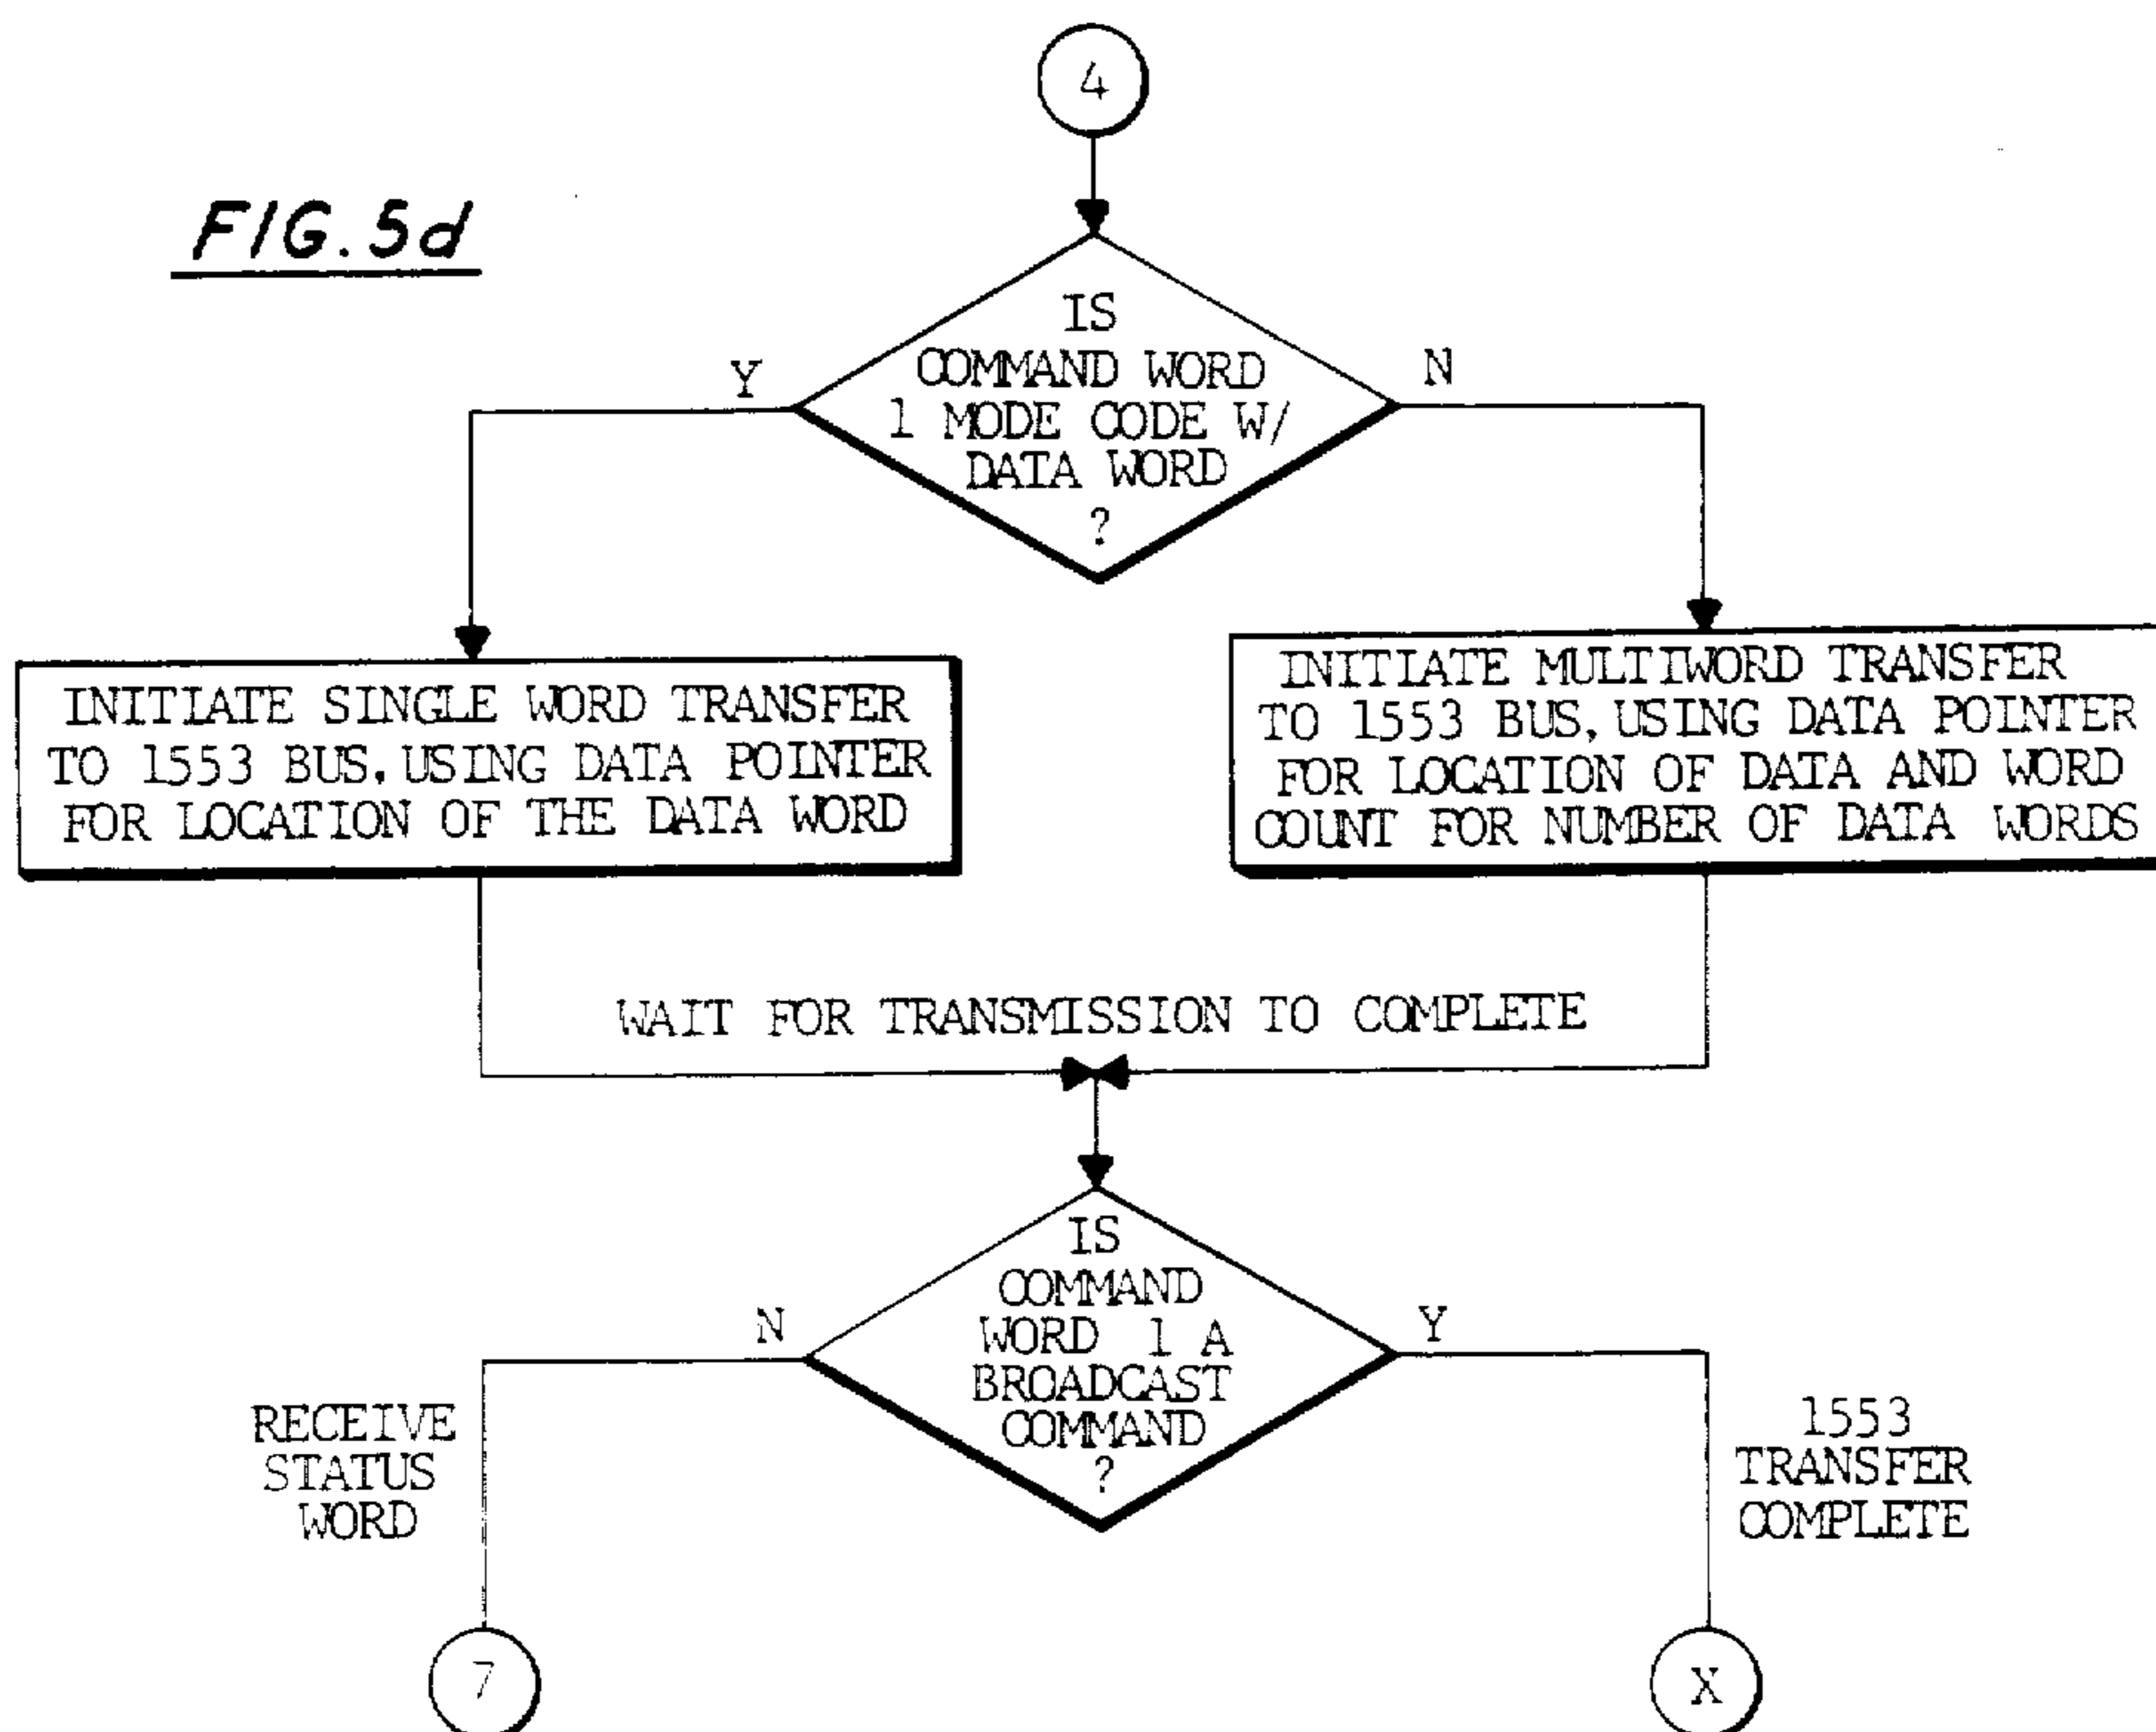 4
FIG. 5d
IS
COMMAND WORD
1 MODE CODE W/
DATA WORD
?
Y
N
INITIATE SINGLE WORD TRANSFER
TO 1553 BUS, USING DATA POINTER
FOR LOCATION OF THE DATA WORD
INITIATE MULTIWORD TRANSFER
TO 1553 BUS, USING DATA POINTER
FOR LOCATION OF DATA AND WORD
COUNT FOR NUMBER OF DATA WORDS
WAIT FOR TRANSMISSION TO COMPLETE
IS
COMMAND
WORD 1 A
BROADCAST
COMMAND
?
N
Y
RECEIVE
STATUS
WORD
1553
TRANSFER
COMPLETE
7
X